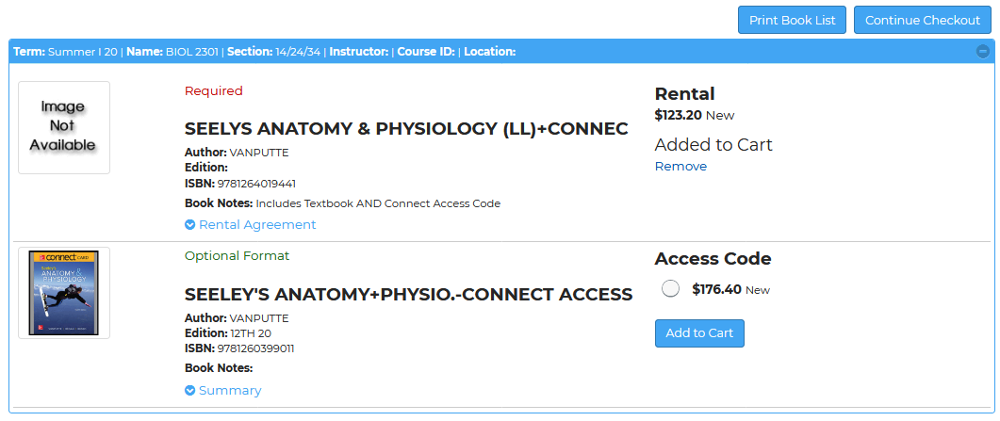 Print Book List
Continue Checkout
Term: Summer I 20 | Name: BIOL 2301 | Section: 14/24/34 | Instructor: | Course ID: | Location:
Image
Not
Available
Required
SEELYS ANATOMY & PHYSIOLOGY (LL)+CONNEC
Author: VANPUTTE
Edition:
ISBN: 9781264019441
Book Notes: Includes Textbook AND Connect Access Code
Rental Agreement
Rental
$123.20 New
Added to Cart
Remove
connect CARD
Seeley's
ANATOMY &
PHYSIOLOGY
Optional Format
SEELEY'S ANATOMY+PHYSIO.-CONNECT ACCESS
Author: VANPUTTE
Edition: 12TH 20
ISBN: 9781260399011
Book Notes:
Summary
Access Code
$176.40 New
Add to Cart